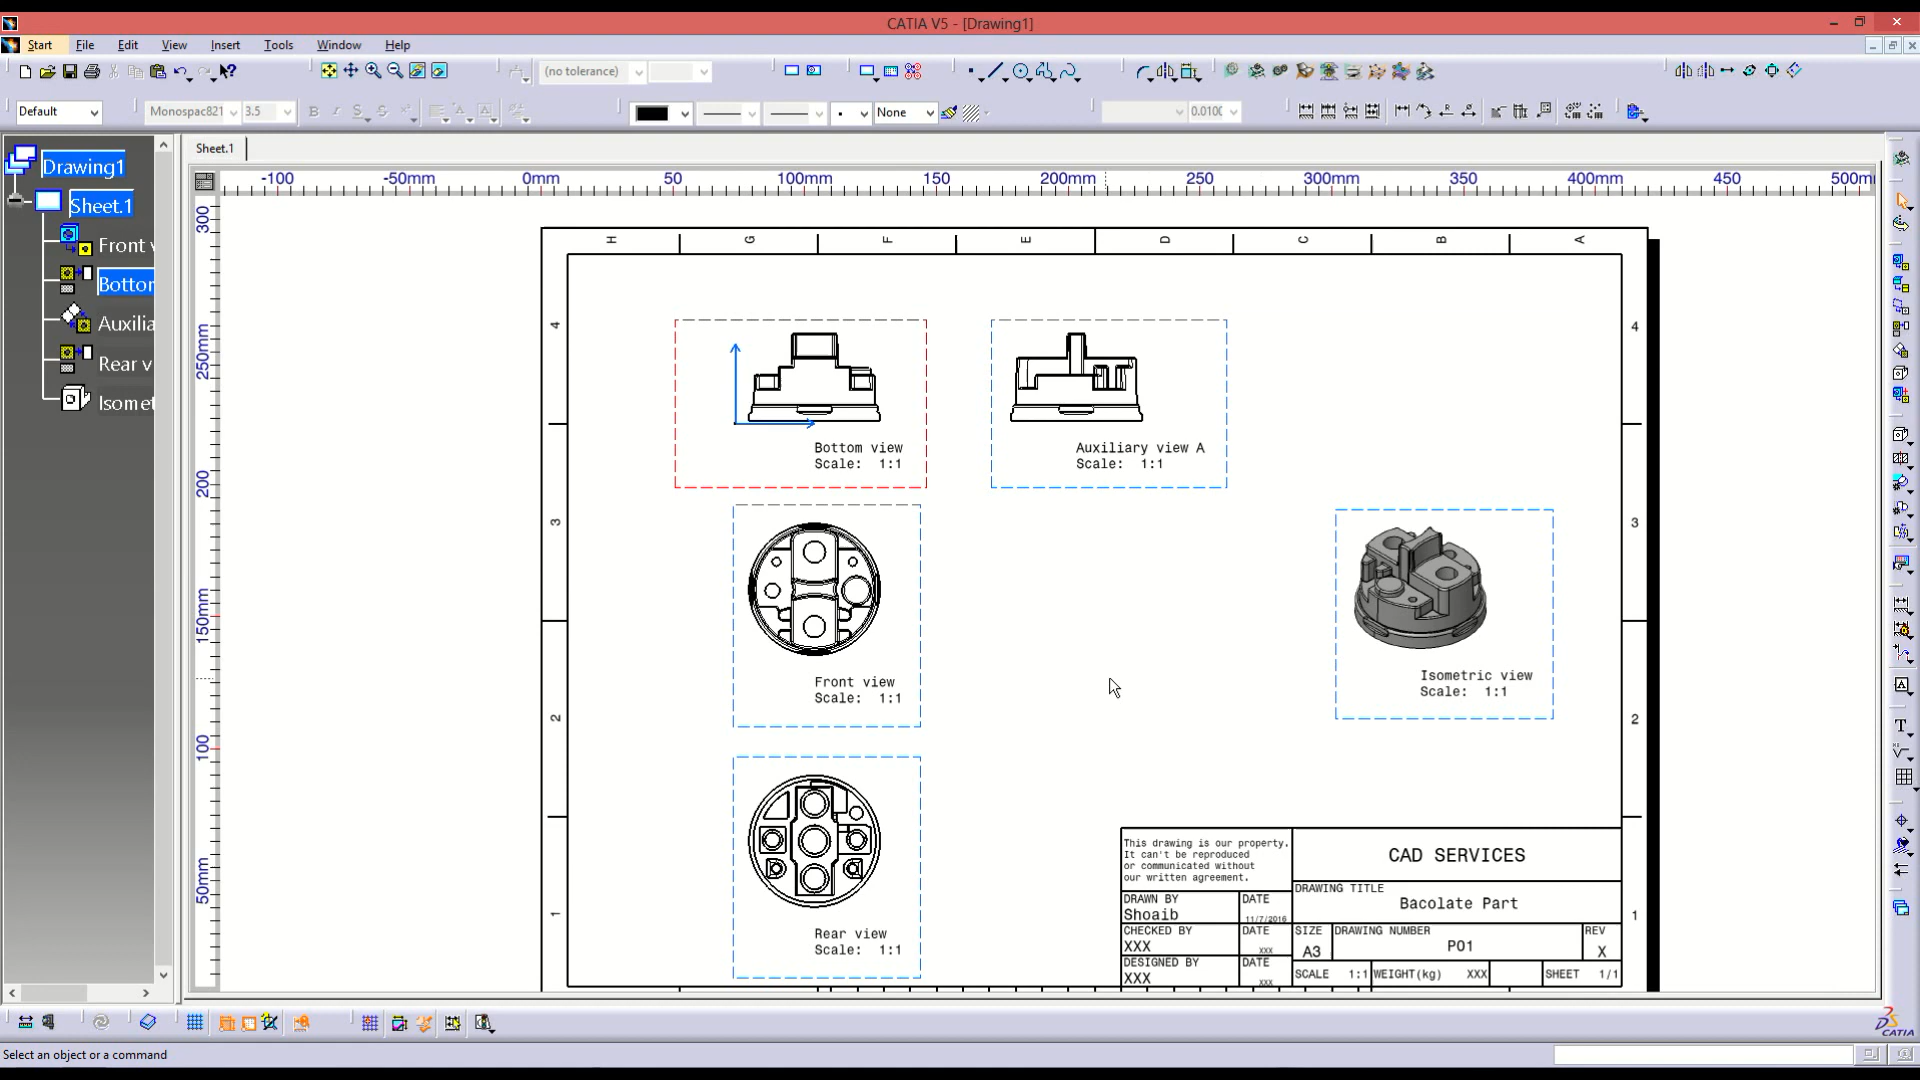 CATIA V5 - [Drawing1]
Start File Edit View Insert Tools Window Help
(no tolerance)
Default Monospac821 3.5 None 0.010(
Sheet.1
Drawing1
Sheet.1
Front v
Bottor
Auxilia
Rear v
Isomet
-100 -50mm 0mm 50 100mm 150 200mm 250 300mm 350 400mm 450 500m
300
250mm
200
150mm
100
50mm
H G F E D C B A
4 4
3 3
2 2
1 1
Bottom view
Scale: 1:1
Auxiliary view A
Scale: 1:1
Front view
Scale: 1:1
Isometric view
Scale: 1:1
Rear view
Scale: 1:1
This drawing is our property.
It can't be reproduced
or communicated without
our written agreement.
CAD SERVICES
DRAWING TITLE
Bacolate Part
DRAWN BY DATE
Shoaib 11/7/2016
CHECKED BY DATE SIZE DRAWING NUMBER REV
XXX XXX A3 P01 X
DESIGNED BY DATE
XXX XXX
SCALE 1:1 WEIGHT(kg) XXX SHEET 1/1
Select an object or a command
CATIA